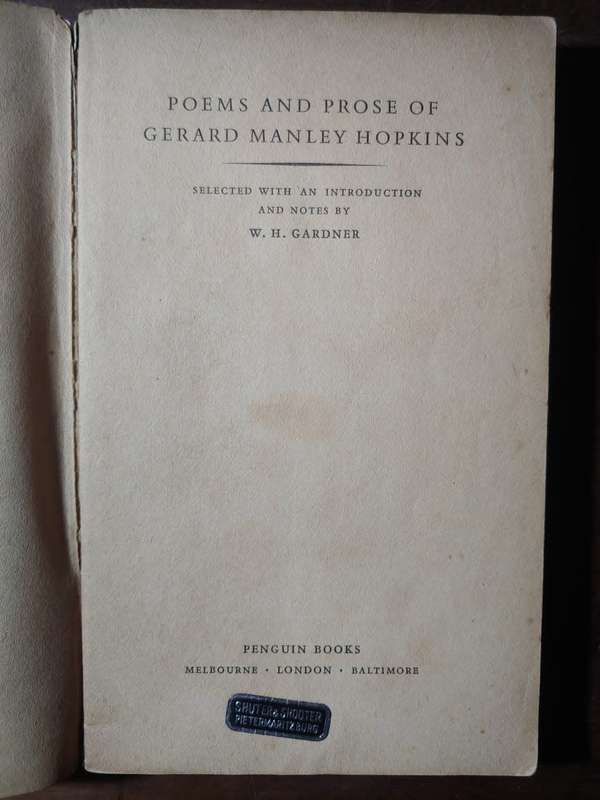 POEMS AND PROSE OF
GERARD MANLEY HOPKINS
SELECTED WITH AN INTRODUCTION
AND NOTES BY
W. H. GARDNER
PENGUIN BOOKS
MELBOURNE · LONDON · BALTIMORE
SHUTER & SHOOTER
PIETERMARITZBURG